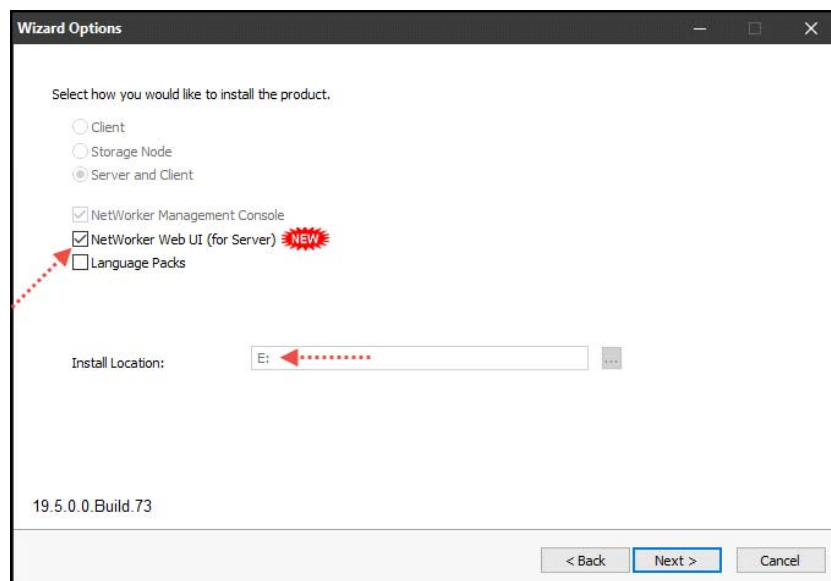 Wizard Options
Select how you would like to install the product.
Client
Storage Node
Server and Client
NetWorker Management Console
NetWorker Web UI (for Server) NEW
Language Packs
Install Location: E: ...
19.5.0.0.Build.73
< Back Next > Cancel